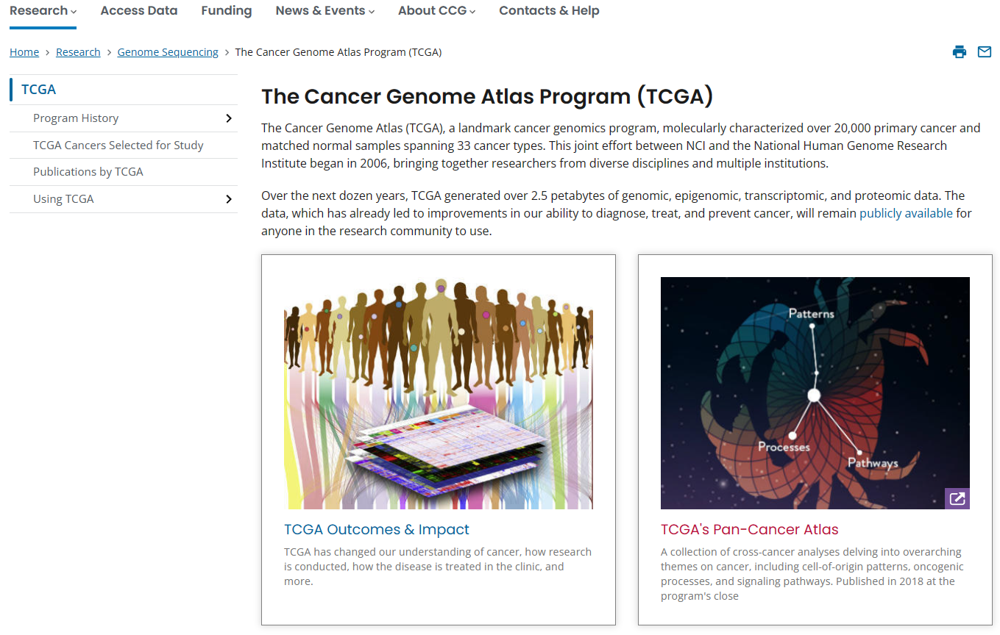 Research Access Data Funding News & Events About CCG Contacts & Help
Home > Research > Genome Sequencing > The Cancer Genome Atlas Program (TCGA)
TCGA
Program History
TCGA Cancers Selected for Study
Publications by TCGA
Using TCGA
The Cancer Genome Atlas Program (TCGA)
The Cancer Genome Atlas (TCGA), a landmark cancer genomics program, molecularly characterized over 20,000 primary cancer and
matched normal samples spanning 33 cancer types. This joint effort between NCI and the National Human Genome Research
Institute began in 2006, bringing together researchers from diverse disciplines and multiple institutions.
Over the next dozen years, TCGA generated over 2.5 petabytes of genomic, epigenomic, transcriptomic, and proteomic data. The
data, which has already led to improvements in our ability to diagnose, treat, and prevent cancer, will remain publicly available for
anyone in the research community to use.
TCGA Outcomes & Impact
TCGA has changed our understanding of cancer, how research
is conducted, how the disease is treated in the clinic, and
more.
Patterns
Processes
Pathways
TCGA's Pan-Cancer Atlas
A collection of cross-cancer analyses delving into overarching
themes on cancer, including cell-of-origin patterns, oncogenic
processes, and signaling pathways. Published in 2018 at the
program's close